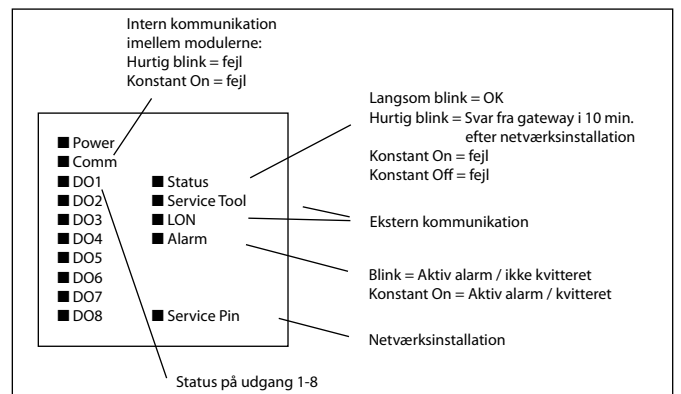 Intern kommunikation
imellem modulerne:
Hurtig blink = fejl
Konstant On = fejl
Langsom blink = OK
Hurtig blink = Svar fra gateway i 10 min.
efter netværksinstallation
Konstant On = fejl
Konstant Off = fejl
Power
Comm
DO1
DO2
DO3
DO4
DO5
DO6
DO7
DO8
Status
Service Tool
LON
Alarm
Service Pin
Ekstern kommunikation
Blink = Aktiv alarm / ikke kvitteret
Konstant On = Aktiv alarm / kvitteret
Netværksinstallation
Status på udgang 1-8